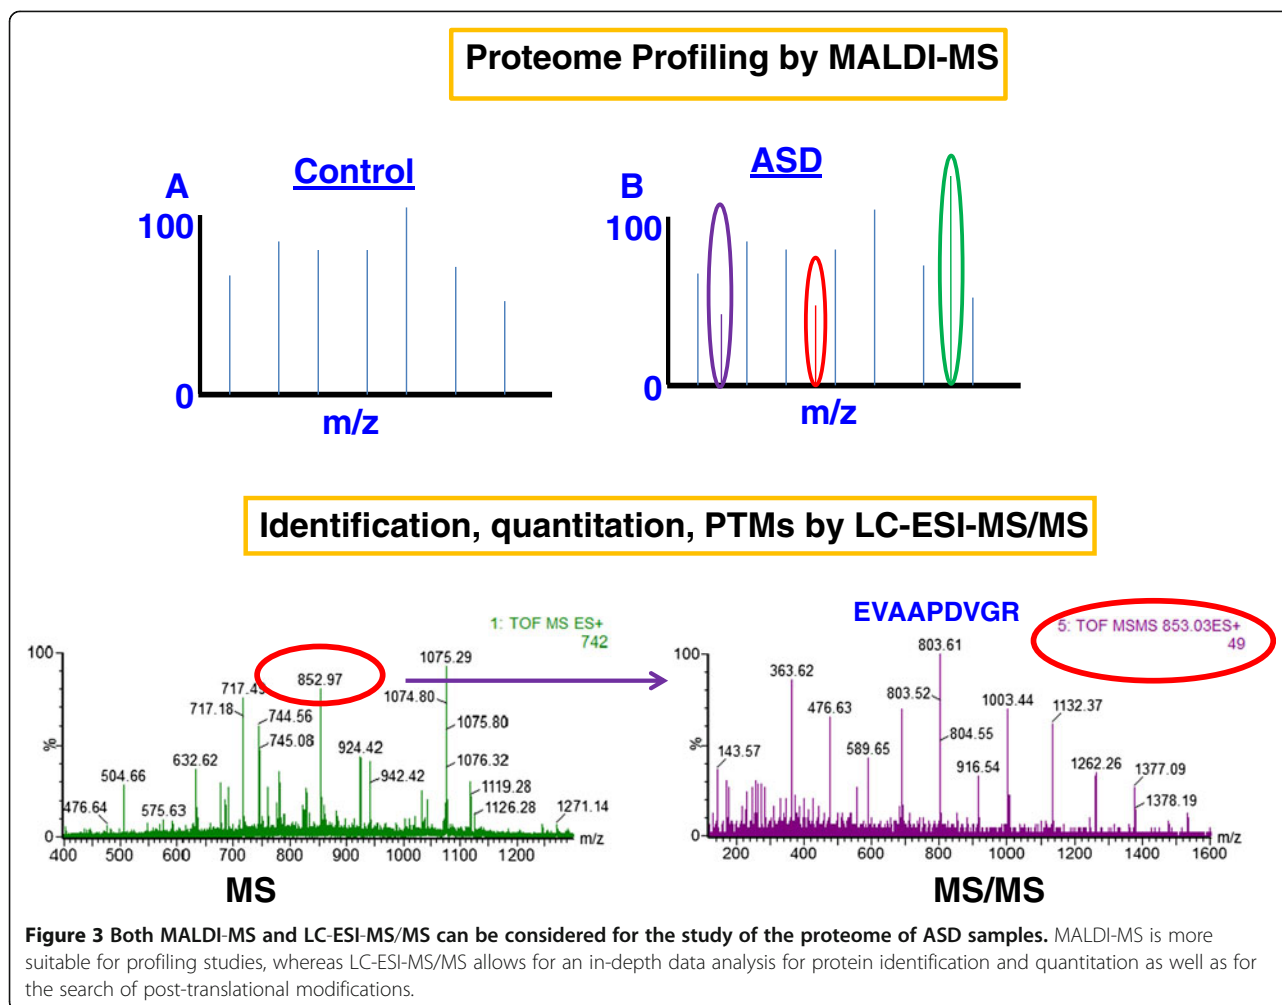 Proteome Profiling by MALDI-MS
A
Control
100
0
m/z
B
ASD
100
0
m/z
Identification, quantitation, PTMs by LC-ESI-MS/MS
1: TOF MS ES+
742
100
%
0
852.97
1075.29
717.18
744.56
745.08
1074.80
1075.80
632.62
924.42
1076.32
504.66
942.42
1119.28
476.64
575.63
1126.28
1271.14
m/z
400 500 600 700 800 900 1000 1100 1200
MS
EVAAPDVGR
5: TOF MSMS 853.03ES+
49
100
%
0
803.61
363.62
476.63
803.52
1003.44
1132.37
804.55
143.57
589.65
916.54
1262.26
1377.09
1378.19
m/z
200 400 600 800 1000 1200 1400 1600
MS/MS
Figure 3 Both MALDI-MS and LC-ESI-MS/MS can be considered for the study of the proteome of ASD samples. MALDI-MS is more
suitable for profiling studies, whereas LC-ESI-MS/MS allows for an in-depth data analysis for protein identification and quantitation as well as for
the search of post-translational modifications.